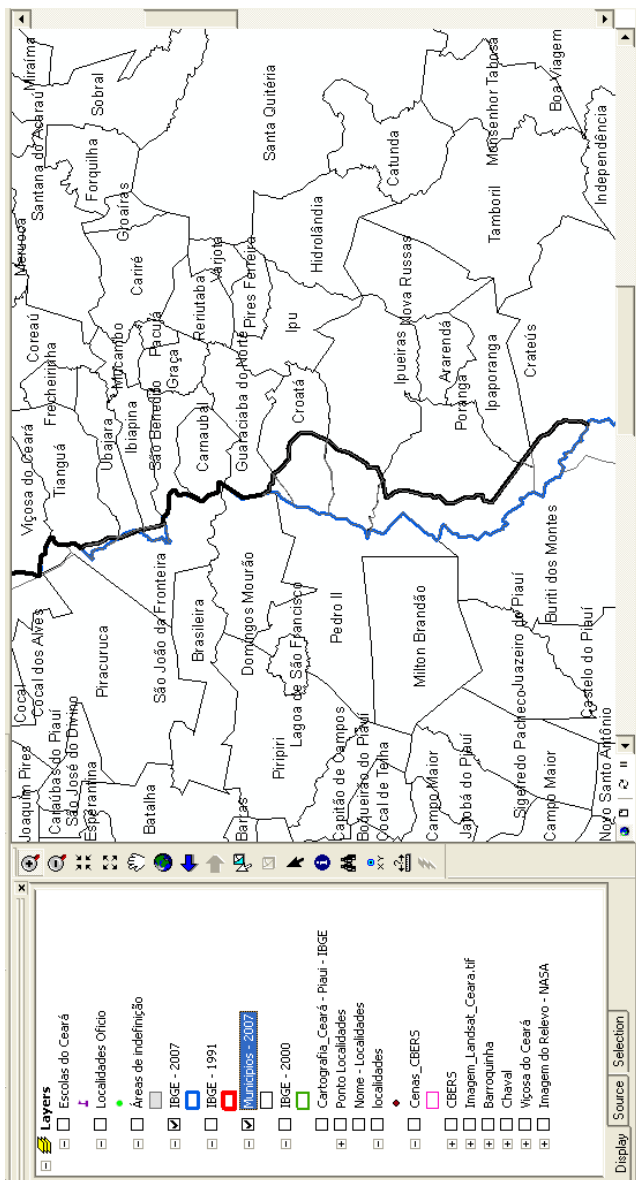 Layers
Escolas do Ceará
Localidades Ofício
Áreas de indefinição
IBGE - 2007
IBGE - 1991
Municipios - 2007
IBGE - 2000
Cartografia_Ceará - Piaui - IBGE
Ponto Localidades
Nome - Localidades
localidades
Cenas_CBERS
CBERS
Imagem_Landsat_Ceara.tif
Barroquinha
Chaval
Viçosa do Ceará
Imagem do Relevo - NASA
Display Source Selection
Joaquim Pires
Cocal
Viçosa do Ceará
Coreaú
Meruoca
Santana do Acaraú
Miraíma
Caraúbas do Piauí
Cocal dos Alves
Tianguá
Frecheirinha
Sobral
São José do Divino
Esperantina
Piracuruca
Ubajara
Mucambo
Forquilha
Groaíras
Batalha
São João da Fronteira
Ibiapina
São Benedito
Pacujá
Cariré
Graça
Brasileira
Carnaubal
Reriutaba
Varjota
Barras
Domingos Mourão
Guaraciaba do Norte
Pires Ferreira
Santa Quitéria
Piripiri
Lagoa de São Francisco
Croatá
Ipu
Hidrolândia
Capitão de Campos
Pedro II
Boqueirão do Piauí
Cocal de Telha
Ipueiras
Nova Russas
Catunda
Campo Maior
Milton Brandão
Poranga
Ararendá
Jatobá do Piauí
Ipaporanga
Tamboril
Monsenhor Tabosa
Sigefredo Pacheco
Juazeiro do Piauí
Crateús
Campo Maior
Buriti dos Montes
Boa Viagem
Castelo do Piauí
Novo Santo Antônio
Independência